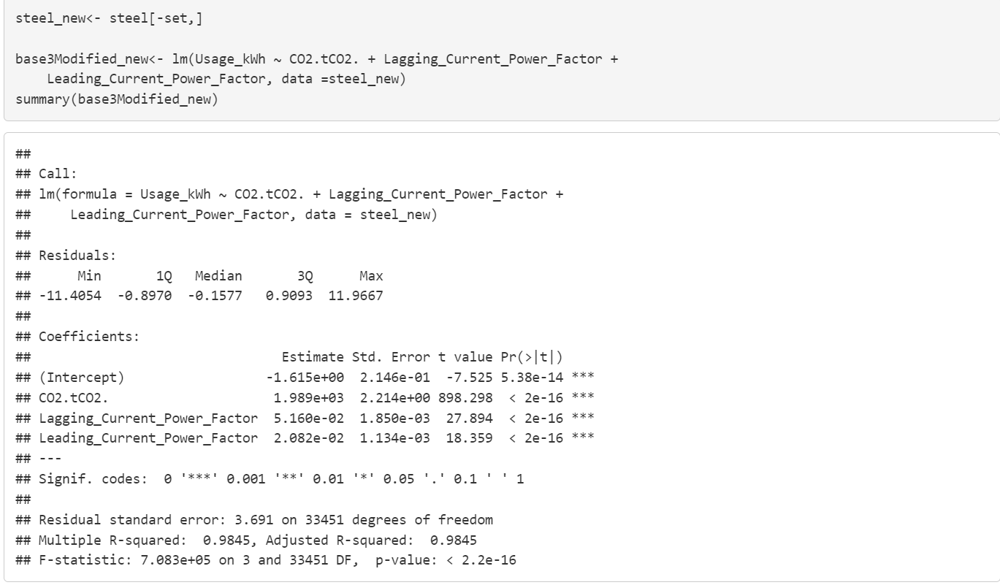 steel_new<- steel[-set,]
base3Modified_new<- lm(Usage_kWh ~ CO2.tCO2. + Lagging_Current_Power_Factor +
    Leading_Current_Power_Factor, data =steel_new)
summary(base3Modified_new)
##
## Call:
## lm(formula = Usage_kWh ~ CO2.tCO2. + Lagging_Current_Power_Factor +
##     Leading_Current_Power_Factor, data = steel_new)
##
## Residuals:
##      Min       1Q   Median       3Q      Max
## -11.4054  -0.8970  -0.1577   0.9093  11.9667
##
## Coefficients:
##                                Estimate Std. Error t value Pr(>|t|)
## (Intercept)                  -1.615e+00  2.146e-01  -7.525 5.38e-14 ***
## CO2.tCO2.                     1.989e+03  2.214e+00 898.298  < 2e-16 ***
## Lagging_Current_Power_Factor  5.160e-02  1.850e-03  27.894  < 2e-16 ***
## Leading_Current_Power_Factor  2.082e-02  1.134e-03  18.359  < 2e-16 ***
## ---
## Signif. codes:  0 '***' 0.001 '**' 0.01 '*' 0.05 '.' 0.1 ' ' 1
##
## Residual standard error: 3.691 on 33451 degrees of freedom
## Multiple R-squared:  0.9845, Adjusted R-squared:  0.9845
## F-statistic: 7.083e+05 on 3 and 33451 DF,  p-value: < 2.2e-16